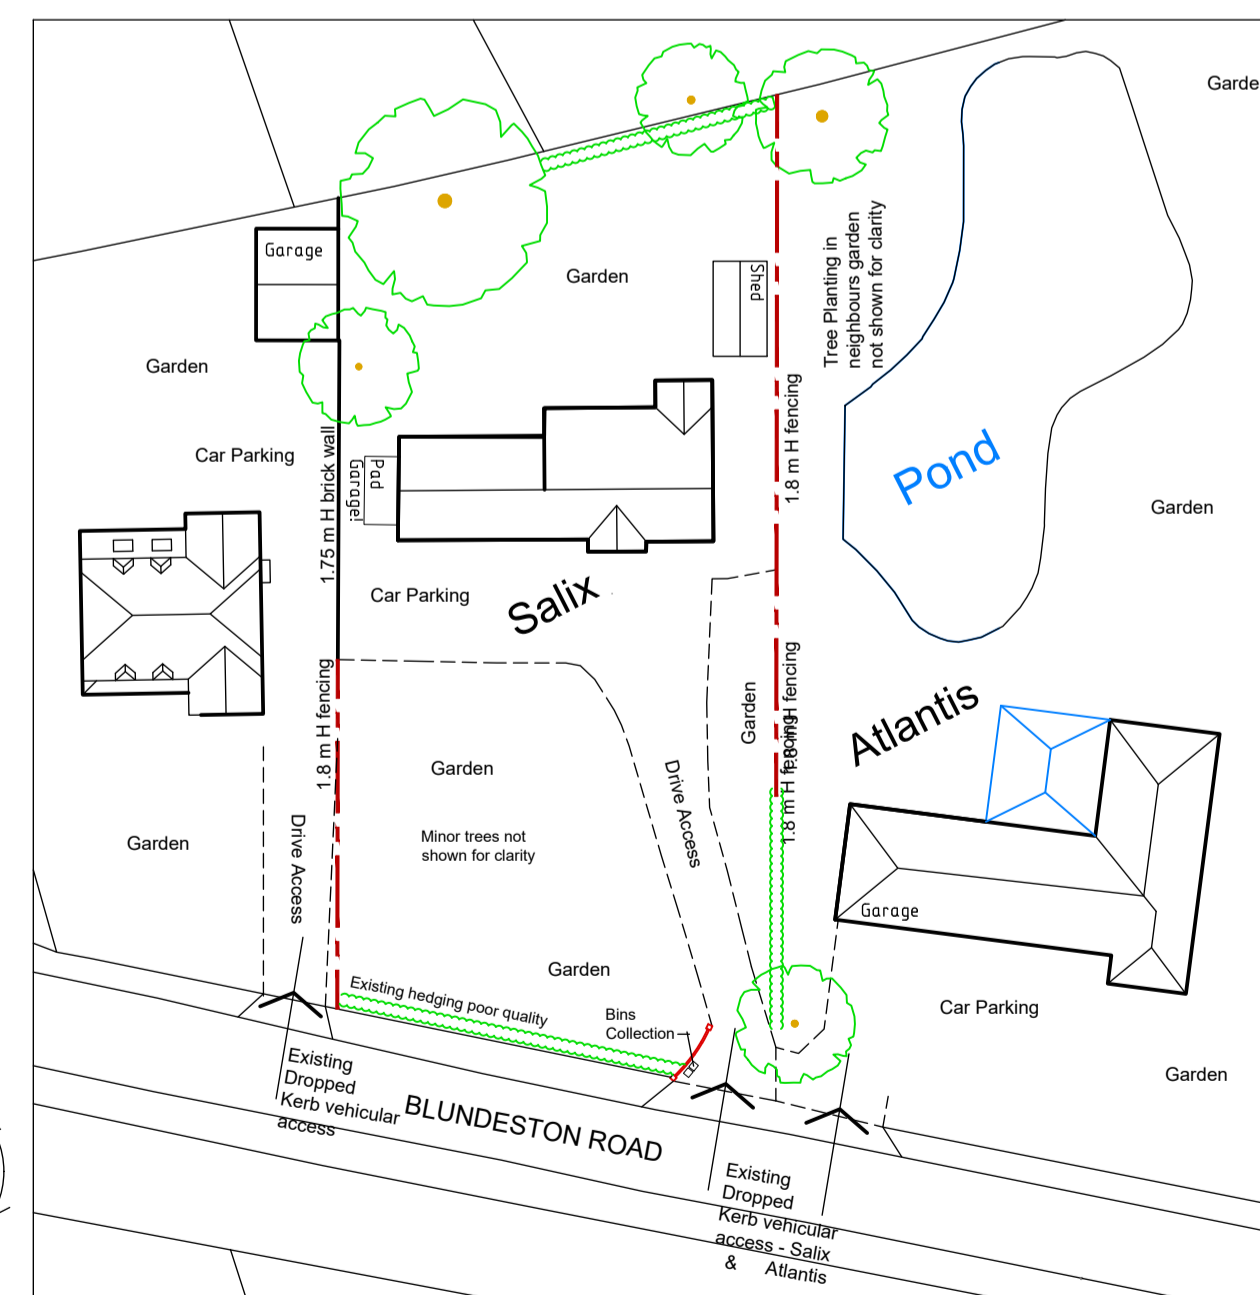 Garde
Garage
Garden
Shed
Tree Planting in
neighbours garden
not shown for clarity
Garden
Car Parking
1.75 m H brick wall
Pad
Garage!
1.8 m H fencing
Pond
Garden
Car Parking
Salix
1.8 m H fencing
Garden
1.8 m H fencing
1.8 m H fencing
Atlantis
Garden
Drive Access
Minor trees not
shown for clarity
Garden
Drive Access
Garage
Garden
Existing hedging poor quality
Bins
Collection
Car Parking
Garden
Existing
Dropped
Kerb vehicular
access
BLUNDESTON ROAD
Existing
Dropped
Kerb vehicular
access - Salix
& Atlantis